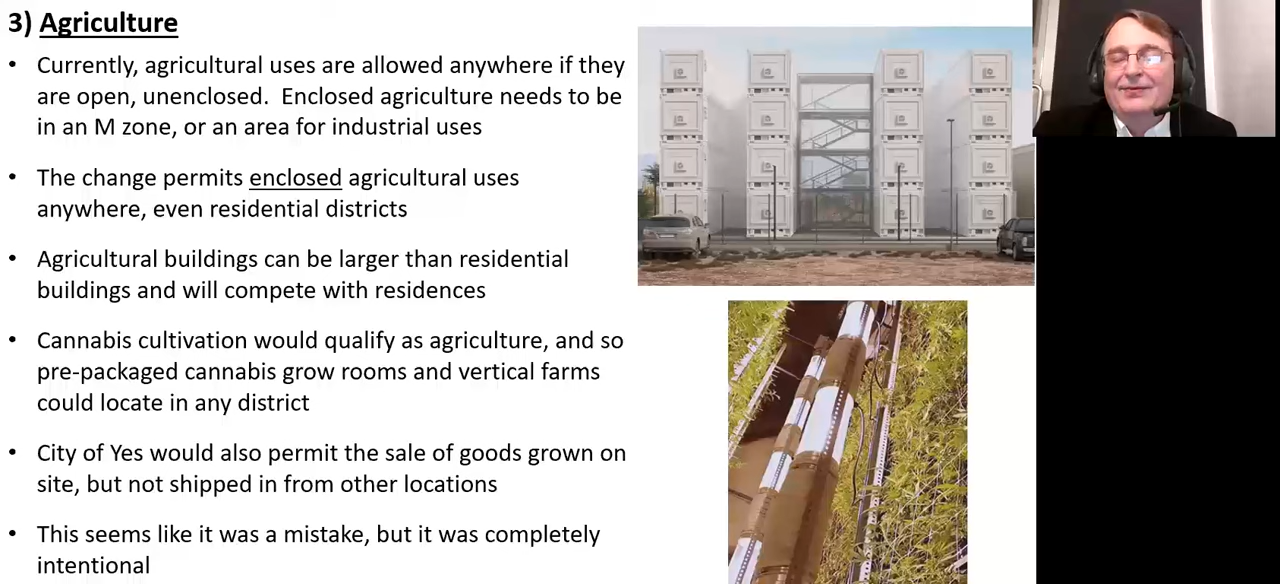 3) Agriculture
• Currently, agricultural uses are allowed anywhere if they
are open, unenclosed. Enclosed agriculture needs to be
in an M zone, or an area for industrial uses
• The change permits enclosed agricultural uses
anywhere, even residential districts
• Agricultural buildings can be larger than residential
buildings and will compete with residences
• Cannabis cultivation would qualify as agriculture, and so
pre-packaged cannabis grow rooms and vertical farms
could locate in any district
• City of Yes would also permit the sale of goods grown on
site, but not shipped in from other locations
• This seems like it was a mistake, but it was completely
intentional